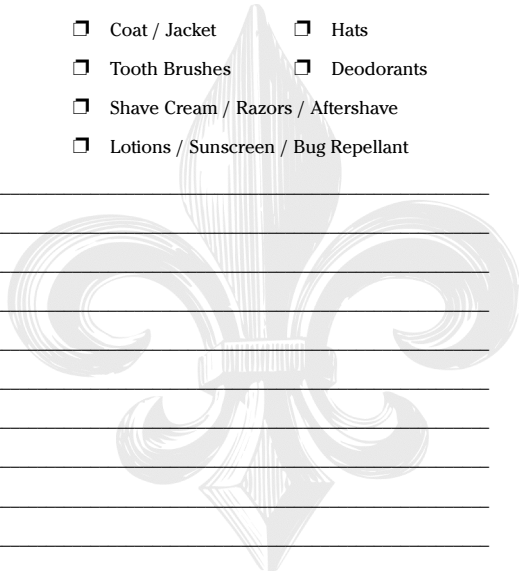 ❐ Coat / Jacket ❐ Hats
❐ Tooth Brushes ❐ Deodorants
❐ Shave Cream / Razors / Aftershave
❐ Lotions / Sunscreen / Bug Repellant